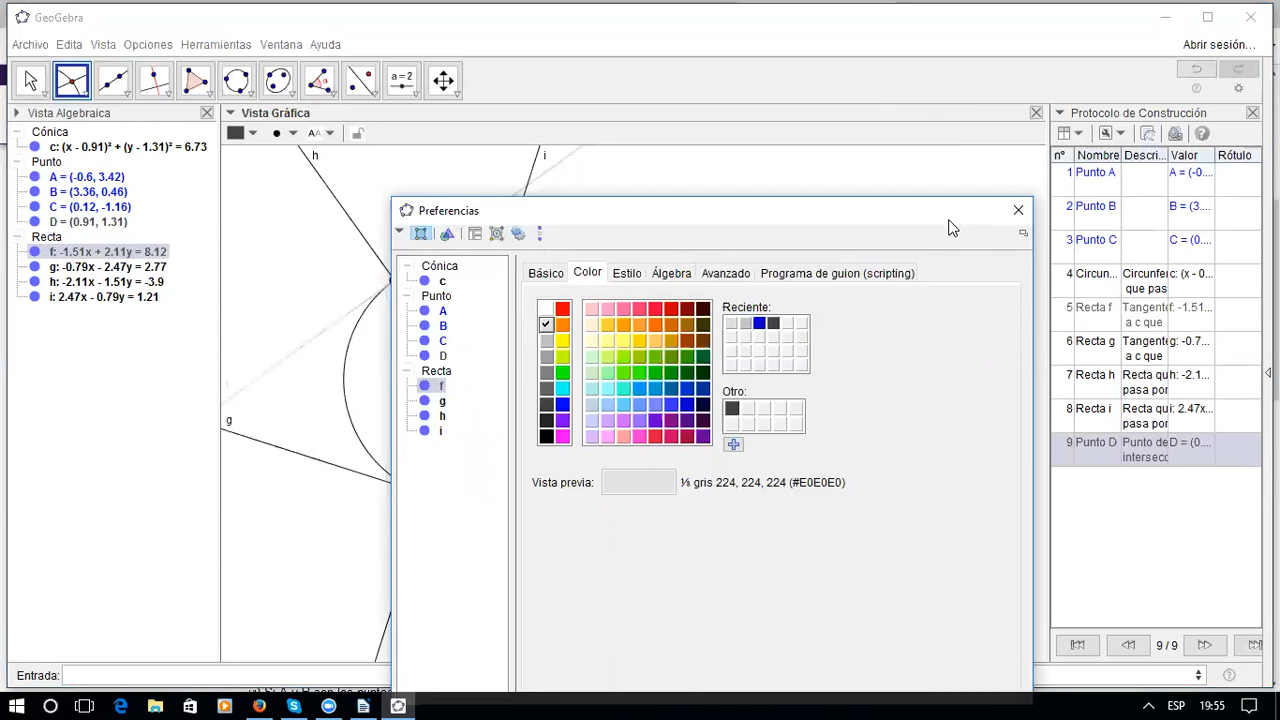 GeoGebra
Archivo Edita Vista Opciones Herramientas Ventana Ayuda
Abrir sesión...
a=2
Vista Algebraica
Vista Gráfica
Protocolo de Construcción
AA
Cónica
c: (x - 0.91)² + (y - 1.31)² = 6.73
Punto
A = (-0.6, 3.42)
B = (3.36, 0.46)
C = (0.12, -1.16)
D = (0.91, 1.31)
Recta
f: -1.51x + 2.11y = 8.12
g: -0.79x - 2.47y = 2.77
h: -2.11x - 1.51y = -3.9
i: 2.47x - 0.79y = 1.21
h
i
f
g
Preferencias
Cónica
c
Punto
A
B
C
D
Recta
f
g
h
i
Básico Color Estilo Álgebra Avanzado Programa de guion (scripting)
Reciente:
Otro:
Vista previa:
⅛ gris 224, 224, 224 (#E0E0E0)
nº Nombre Descri... Valor Rótulo
1 Punto A A = (-0....
2 Punto B B = (3....
3 Punto C C = (0....
4 Circun... Circunfe c: (x - 0...
que pas
5 Recta f Tangente f: -1.51...
a c que
6 Recta g Tangente g: -0.7...
a c que
7 Recta h Recta qu h: -2.1...
pasa por
8 Recta i Recta qu i: 2.47x...
pasa por
9 Punto D Punto de D = (0....
intersecc
9 / 9
Entrada:
ESP 19:55